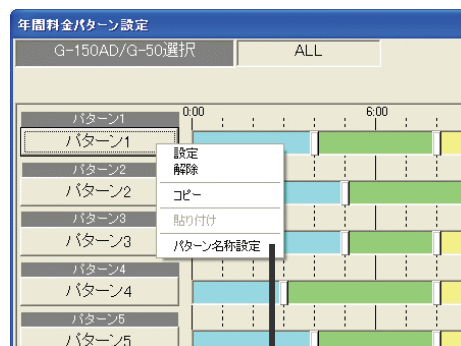 年間料金パターン設定
G-150AD/G-50選択 ALL
0:00 6:00
パターン1
パターン1
設定
解除
コピー
貼り付け
パターン名称設定
パターン2
パターン2
パターン3
パターン3
パターン4
パターン4
パターン5
パターン5